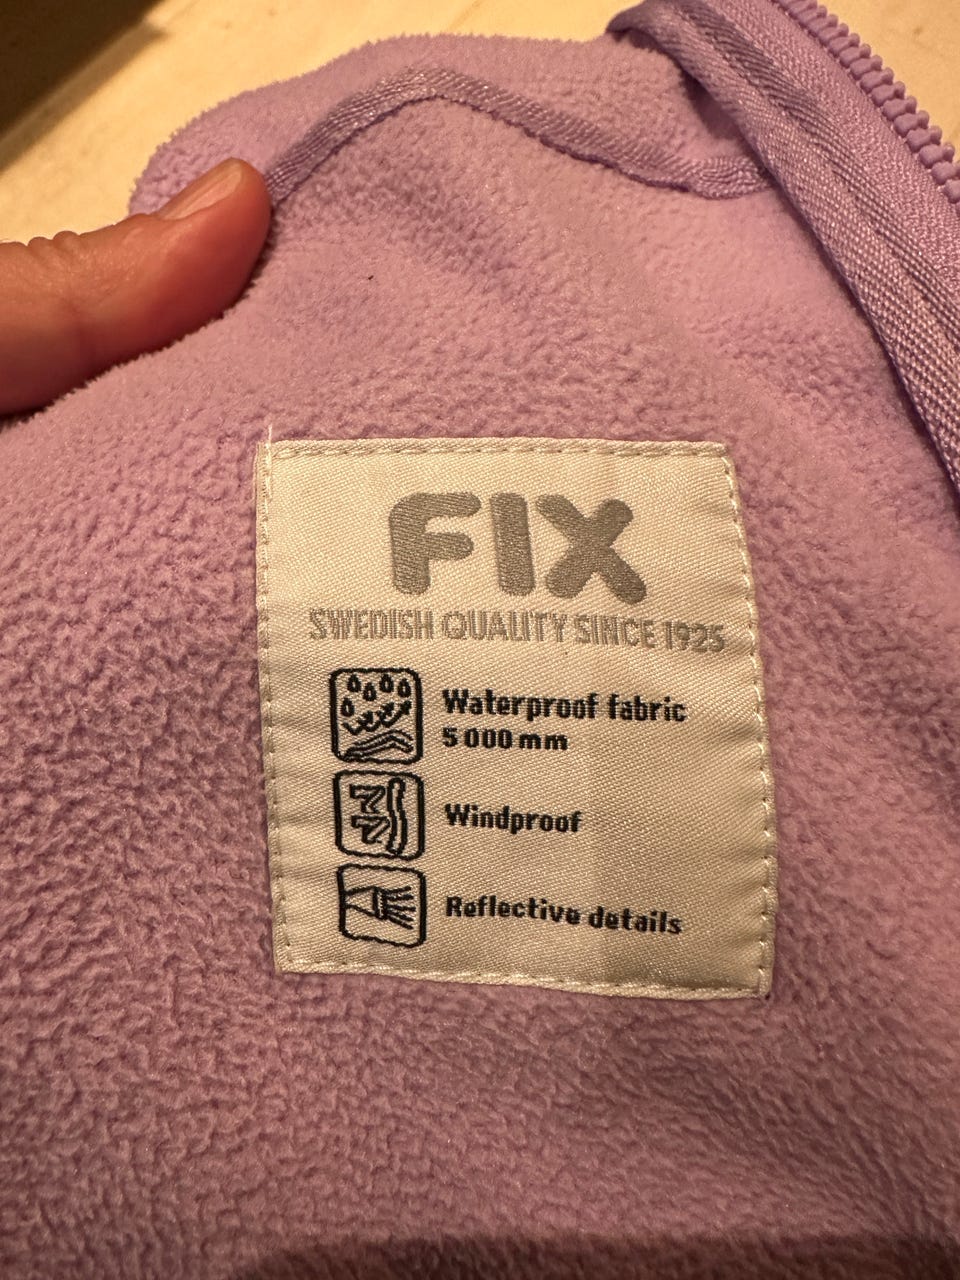 FIX
SWEDISH QUALITY SINCE 1925
Waterproof fabric
5 000 mm
Windproof
Reflective details